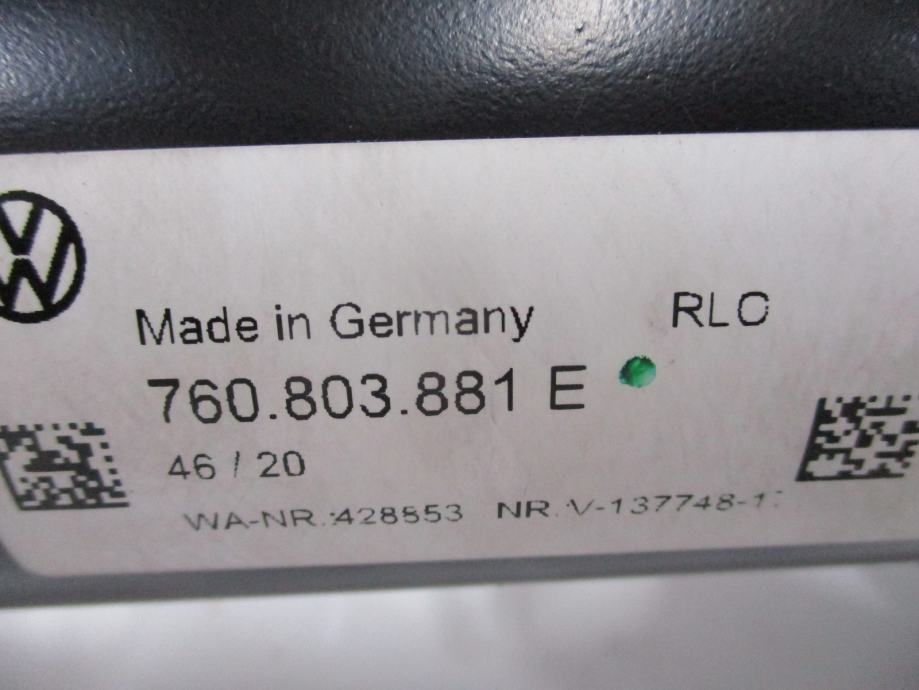 Made in Germany RLC
760.803.881 E
46 / 20
WA-NR.:428853 NR.V-137748-1